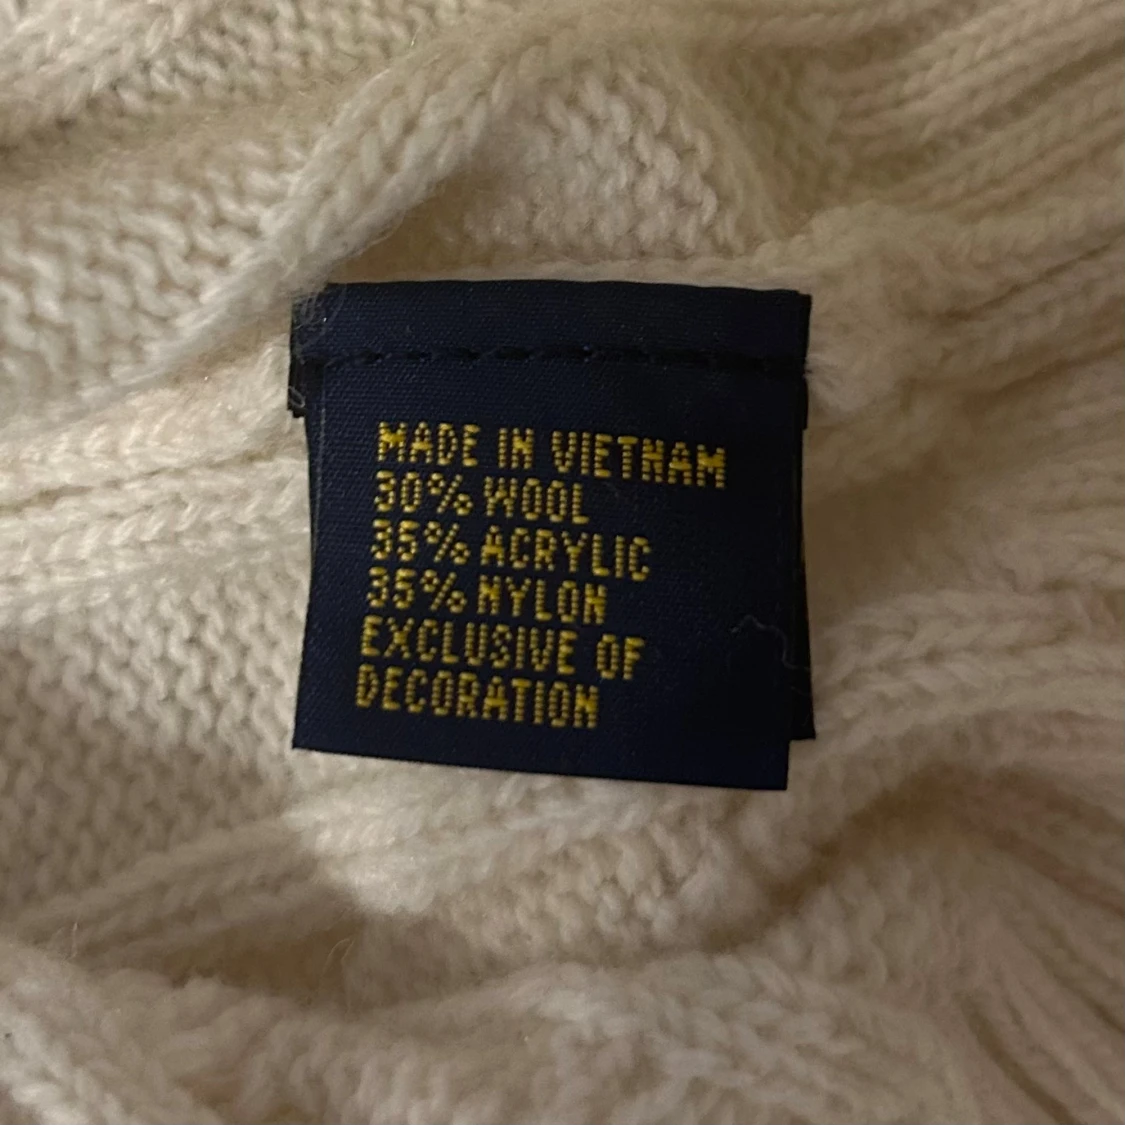 MADE IN VIETNAM
30% WOOL
35% ACRYLIC
35% NYLON
EXCLUSIVE OF
DECORATION